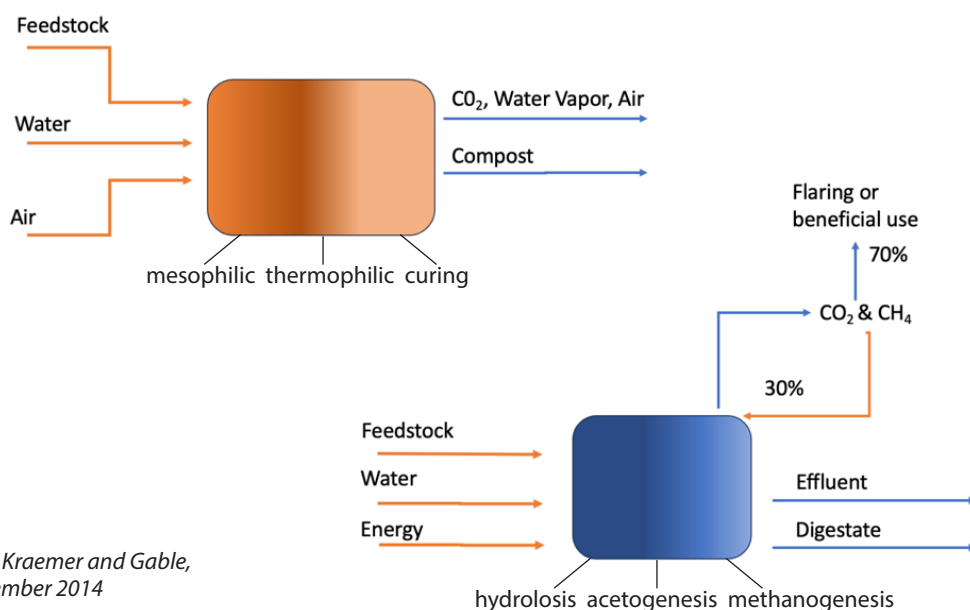 Feedstock
Water
Air
C0₂, Water Vapor, Air
Compost
mesophilic thermophilic curing
Flaring or
beneficial use
70%
CO₂ & CH₄
30%
Feedstock
Water
Energy
Effluent
Digestate
hydrolosis acetogenesis methanogenesis
Kraemer and Gable,
2014